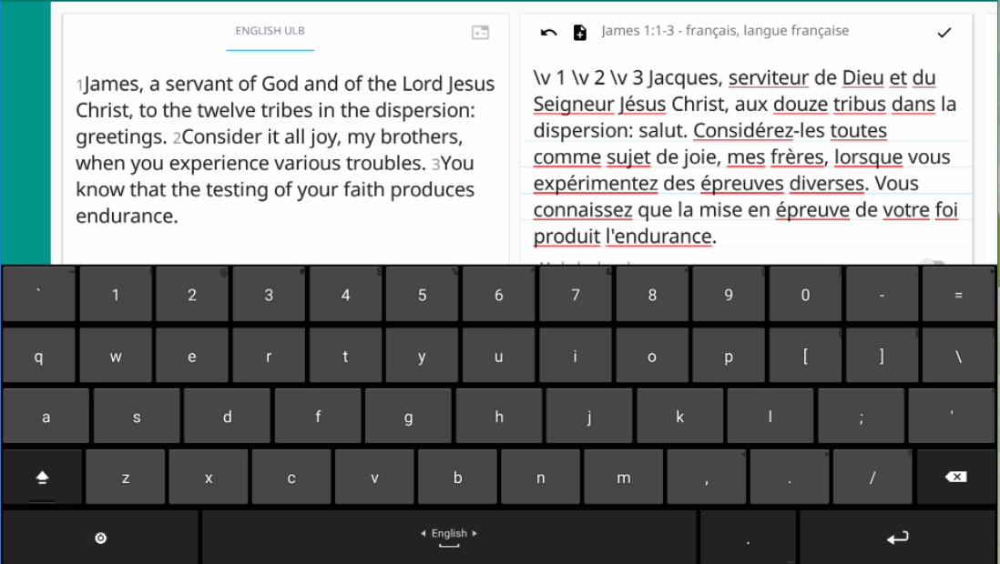 ENGLISH ULB
1James, a servant of God and of the Lord Jesus
Christ, to the twelve tribes in the dispersion:
greetings. 2Consider it all joy, my brothers,
when you experience various troubles. 3You
know that the testing of your faith produces
endurance.
James 1:1-3 - français, langue française
\v 1 \v 2 \v 3 Jacques, serviteur de Dieu et du
Seigneur Jésus Christ, aux douze tribus dans la
dispersion: salut. Considérez-les toutes
comme sujet de joie, mes frères, lorsque vous
expérimentez des épreuves diverses. Vous
connaissez que la mise en épreuve de votre foi
produit l'endurance.
` 1 2 3 4 5 6 7 8 9 0 - =
q w e r t y u i o p [ ] \
a s d f g h j k l ; '
z x c v b n m , . /
English .